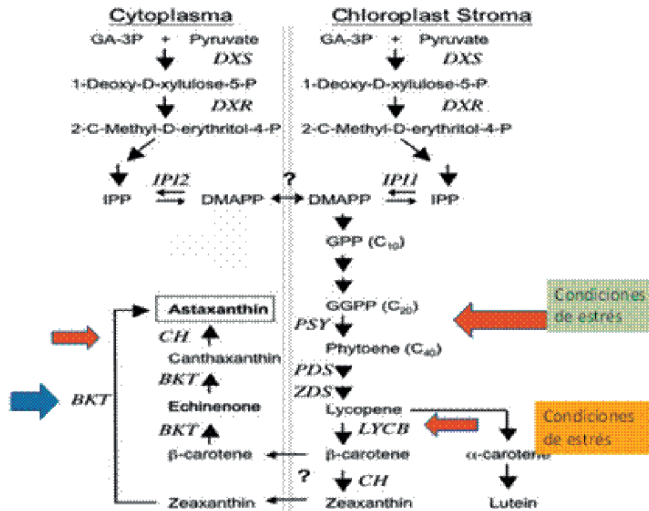 Cytoplasma
GA-3P + Pyruvate
DXS
1-Deoxy-D-xylulose-5-P
DXR
2-C-Methyl-D-erythritol-4-P
IPP
IPI2
DMAPP
?
Chloroplast Stroma
GA-3P + Pyruvate
DXS
1-Deoxy-D-xylulose-5-P
DXR
2-C-Methyl-D-erythritol-4-P
DMAPP
IPI1
IPP
GPP (C10)
GGPP (C20)
PSY
Phytoene (C40)
PDS
ZDS
Lycopene
LYCB
β-carotene
α-carotene
?
CH
Zeaxanthin
Lutein
Astaxanthin
CH
Canthaxanthin
BKT
Echinenone
BKT
BKT
β-carotene
Zeaxanthin
Condiciones
de estrés
Condiciones
de estrés